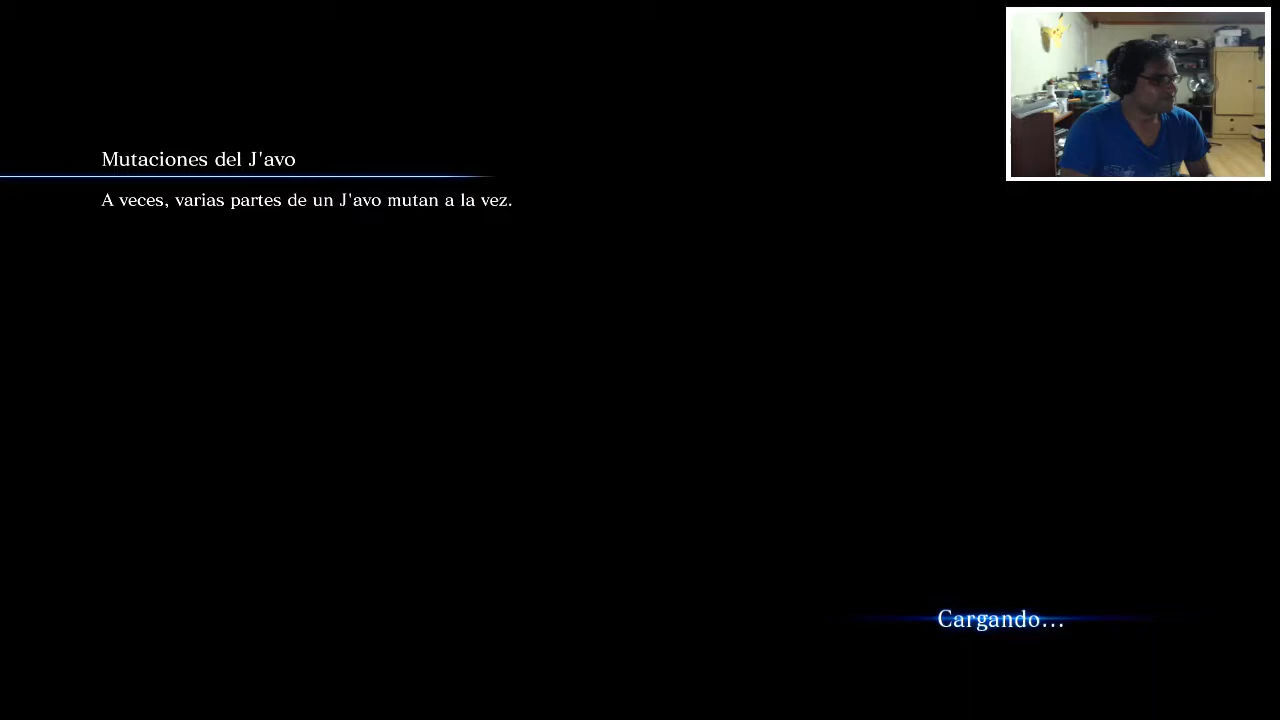 Mutaciones del J'avo
A veces, varias partes de un J'avo mutan a la vez.
Cargando...